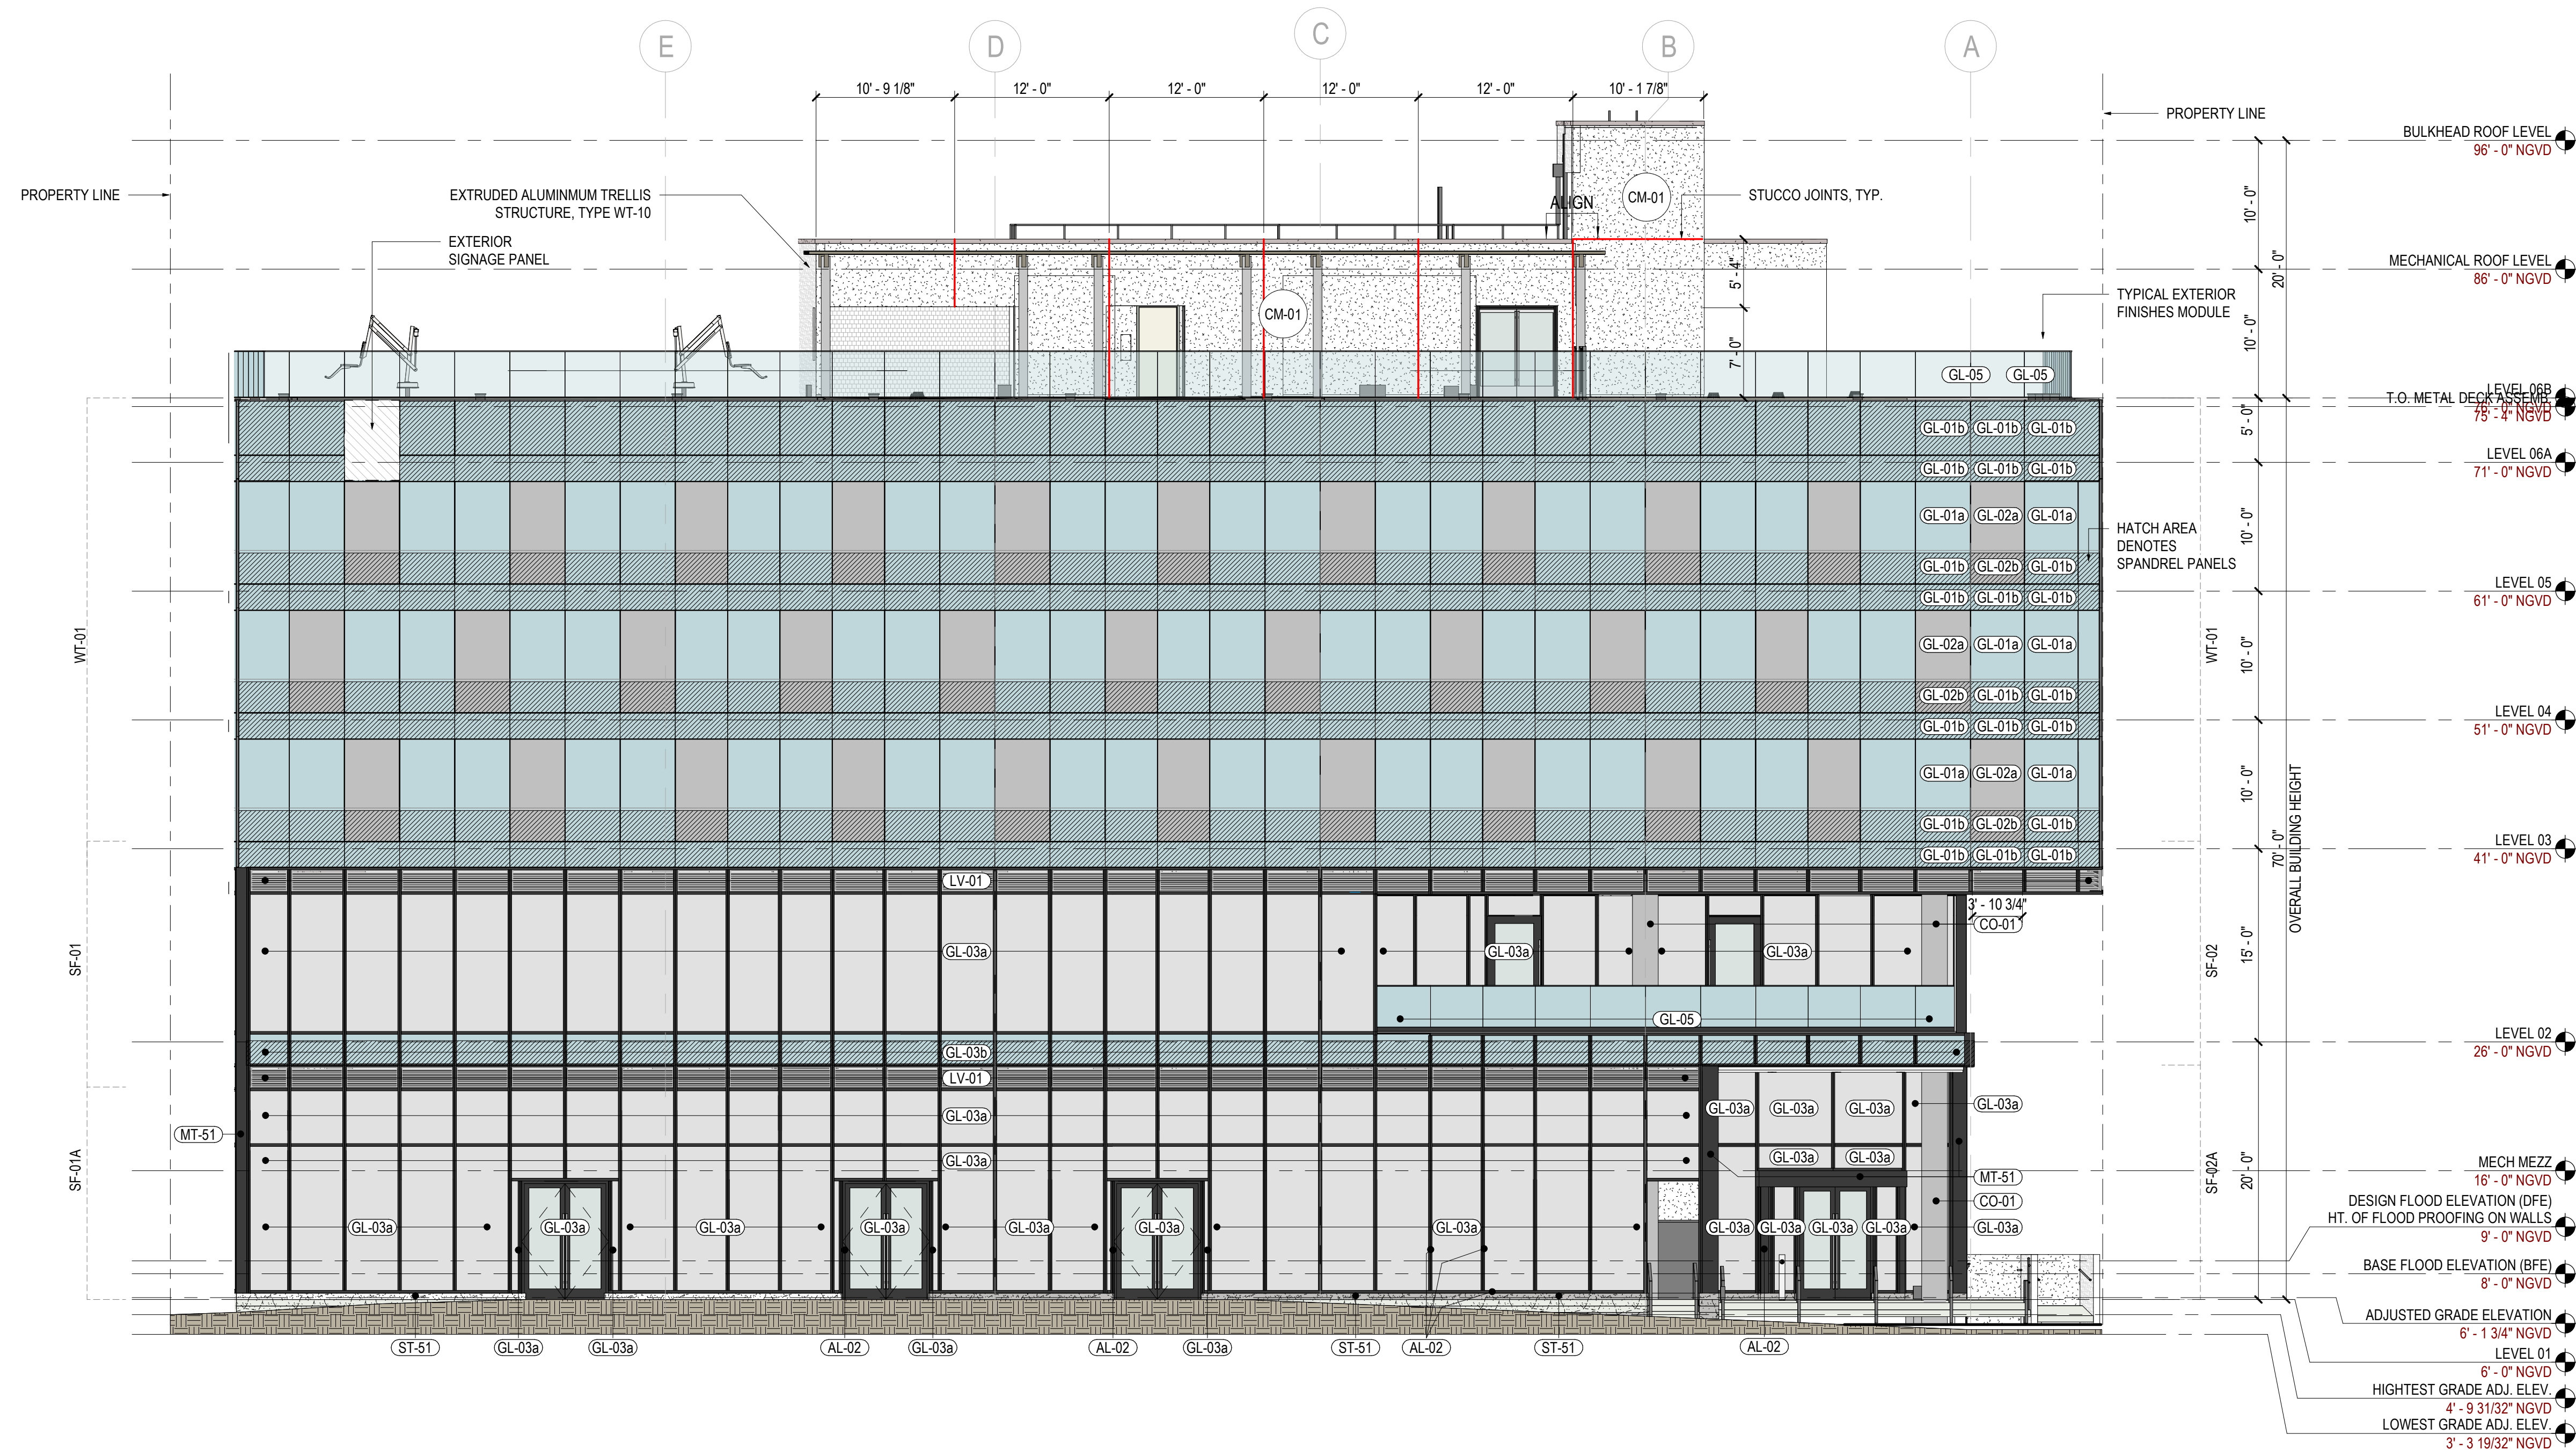 E
D
C
B
A
10' - 9 1/8"
12' - 0"
12' - 0"
12' - 0"
12' - 0"
10' - 1 7/8"
PROPERTY LINE
PROPERTY LINE
BULKHEAD ROOF LEVEL
96' - 0" NGVD
EXTRUDED ALUMINMUM TRELLIS
STRUCTURE, TYPE WT-10
EXTERIOR
SIGNAGE PANEL
ALIGN
CM-01
STUCCO JOINTS, TYP.
10' - 0"
20' - 0"
MECHANICAL ROOF LEVEL
86' - 0" NGVD
5' - 4"
CM-01
7' - 0"
TYPICAL EXTERIOR
FINISHES MODULE
10' - 0"
GL-05
GL-05
LEVEL 06B
T.O. METAL DECK ASSEMB.
76' - 0" NGVD
75' - 4" NGVD
5' - 0"
GL-01b
GL-01b
GL-01b
LEVEL 06A
71' - 0" NGVD
GL-01b
GL-01b
GL-01b
GL-01a
GL-02a
GL-01a
10' - 0"
HATCH AREA
DENOTES
SPANDREL PANELS
GL-01b
GL-02b
GL-01b
LEVEL 05
61' - 0" NGVD
GL-01b
GL-01b
GL-01b
WT-01
GL-02a
GL-01a
GL-01a
WT-01
10' - 0"
GL-02b
GL-01b
GL-01b
LEVEL 04
51' - 0" NGVD
GL-01b
GL-01b
GL-01b
GL-01a
GL-02a
GL-01a
10' - 0"
GL-01b
GL-02b
GL-01b
70' - 0"
OVERALL BUILDING HEIGHT
LEVEL 03
41' - 0" NGVD
GL-01b
GL-01b
GL-01b
LV-01
3' - 10 3/4"
CO-01
SF-01
GL-03a
GL-03a
GL-03a
SF-02
15' - 0"
GL-05
LEVEL 02
26' - 0" NGVD
GL-03b
LV-01
GL-03a
GL-03a
GL-03a
GL-03a
GL-03a
MT-51
SF-01A
GL-03a
GL-03a
GL-03a
MT-51
SF-02A
20' - 0"
MECH MEZZ
16' - 0" NGVD
CO-01
DESIGN FLOOD ELEVATION (DFE)
HT. OF FLOOD PROOFING ON WALLS
9' - 0" NGVD
GL-03a
GL-03a
GL-03a
GL-03a
GL-03a
GL-03a
GL-03a
GL-03a
GL-03a
GL-03a
GL-03a
GL-03a
BASE FLOOD ELEVATION (BFE)
8' - 0" NGVD
ADJUSTED GRADE ELEVATION
6' - 1 3/4" NGVD
ST-51
GL-03a
GL-03a
AL-02
GL-03a
AL-02
GL-03a
ST-51
AL-02
ST-51
AL-02
LEVEL 01
6' - 0" NGVD
HIGHTEST GRADE ADJ. ELEV.
4' - 9 31/32" NGVD
LOWEST GRADE ADJ. ELEV.
3' - 3 19/32" NGVD